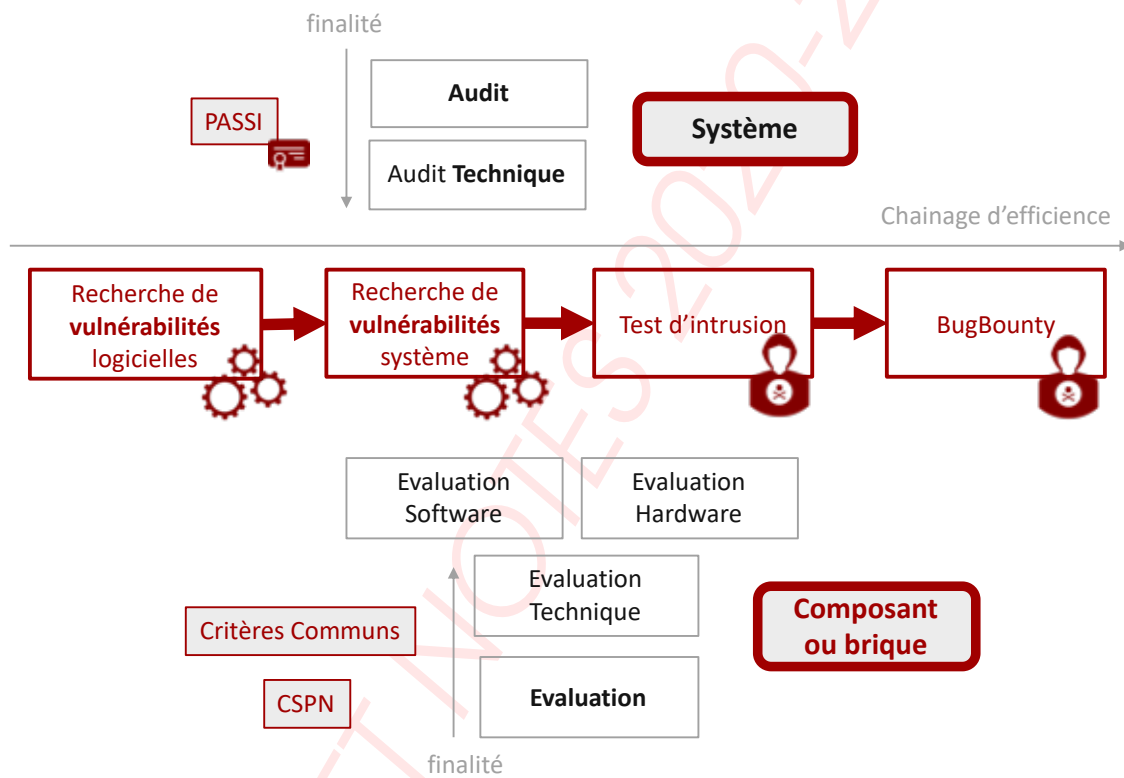 finalité
Audit
PASSI
Système
Audit Technique
Chainage d’efficience
Recherche de
vulnérabilités
logicielles
Recherche de
vulnérabilités
système
Test d’intrusion
BugBounty
Evaluation
Software
Evaluation
Hardware
Evaluation
Technique
Critères Communs
Composant
ou brique
CSPN
Evaluation
finalité
NOTES